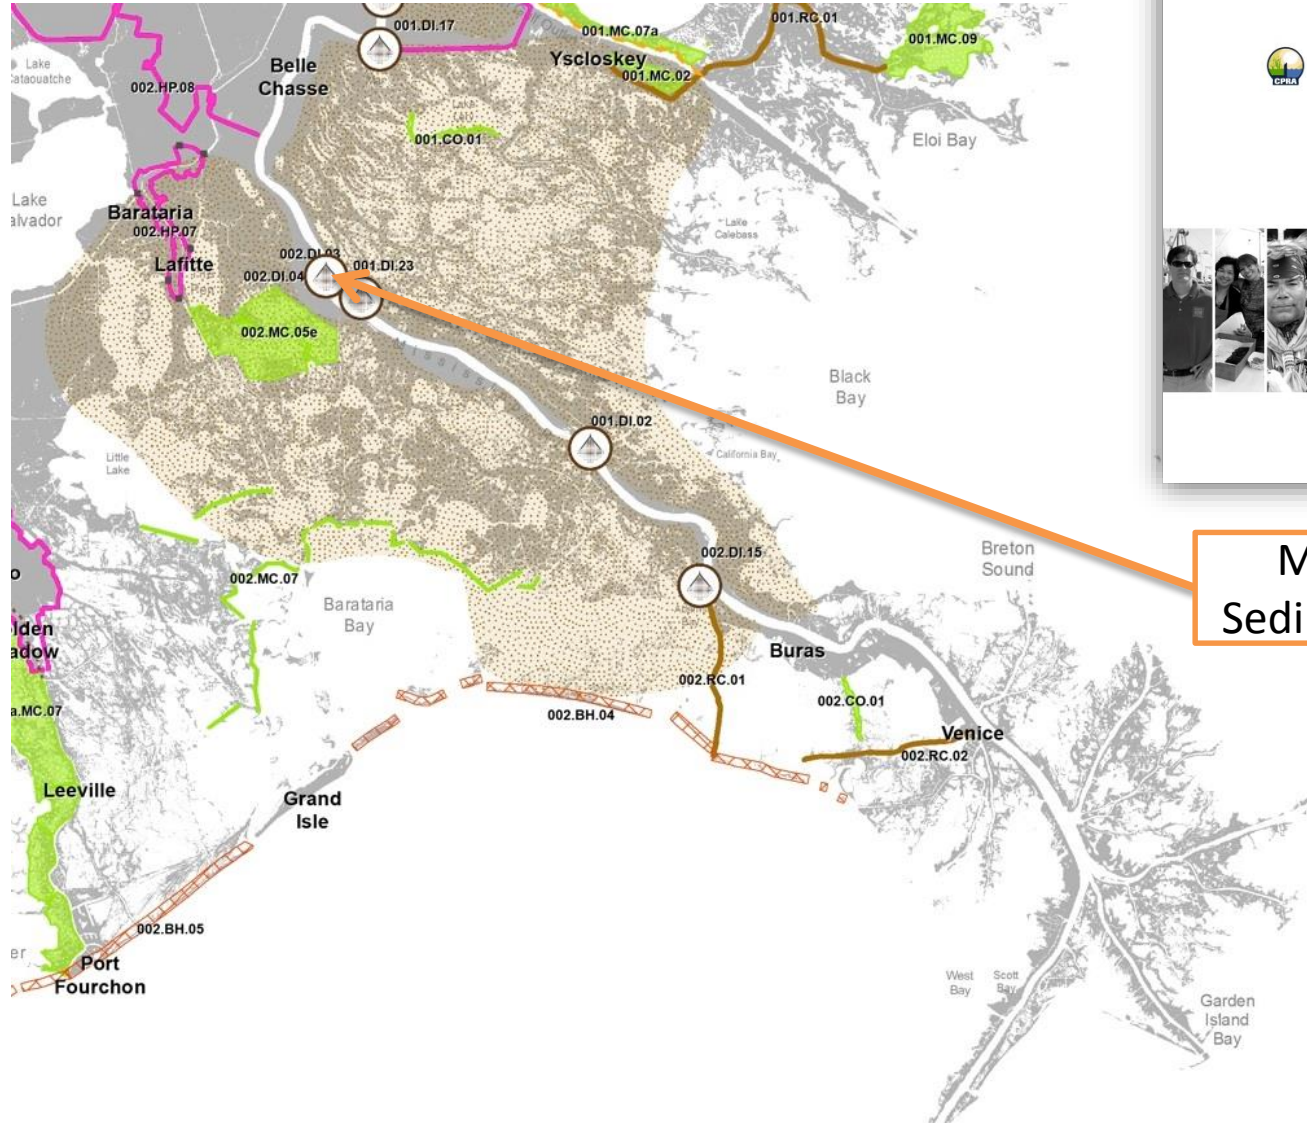 001.DI.17
001.RC.01
001.MC.07a
001.MC.09
Lake
Cataouatche
Belle
Chasse
Yscloskey
001.MC.02
002.HP.08
CPRA
001.CO.01
Eloi Bay
Lake
alvador
Barataria
002.HP.07
Lake
Calebass
Lafitte
002.DI.03
001.DI.23
002.DI.04
002.MC.05e
Black
Bay
001.DI.02
Little
Lake
California Bay
M
Sedi
002.DI.15
Breton
Sound
002.MC.07
Barataria
Bay
o
lden
adow
Buras
002.RC.01
002.CO.01
a.MC.07
002.BH.04
Venice
002.RC.02
Leeville
Grand
Isle
002.BH.05
er
Port
Fourchon
West
Bay
Scott
Bay
Garden
Island
Bay